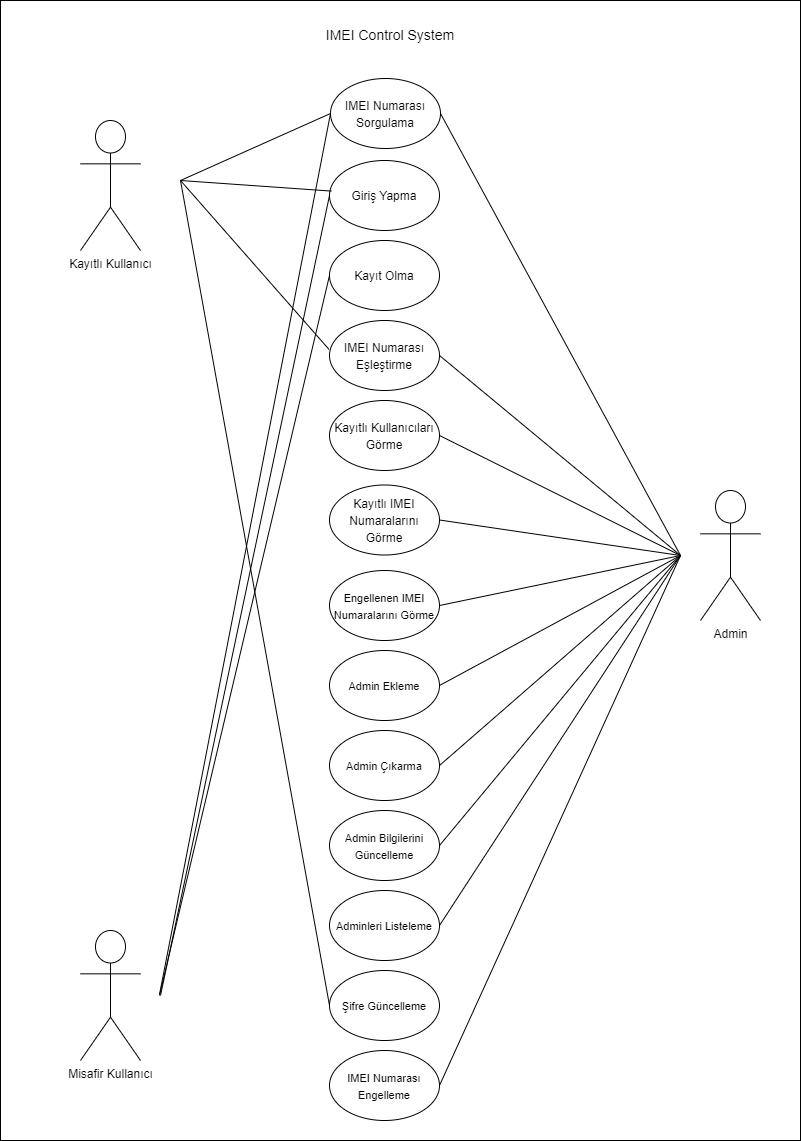 IMEI Control System
IMEI Numarası
Sorgulama
Giriş Yapma
Kayıtlı Kullanıcı
Kayıt Olma
IMEI Numarası
Eşleştirme
Kayıtlı Kullanıcıları
Görme
Kayıtlı IMEI
Numaralarını
Görme
Engellenen IMEI
Numaralarını Görme
Admin
Admin Ekleme
Admin Çıkarma
Admin Bilgilerini
Güncelleme
Adminleri Listeleme
Şifre Güncelleme
Misafir Kullanıcı
IMEI Numarası
Engelleme